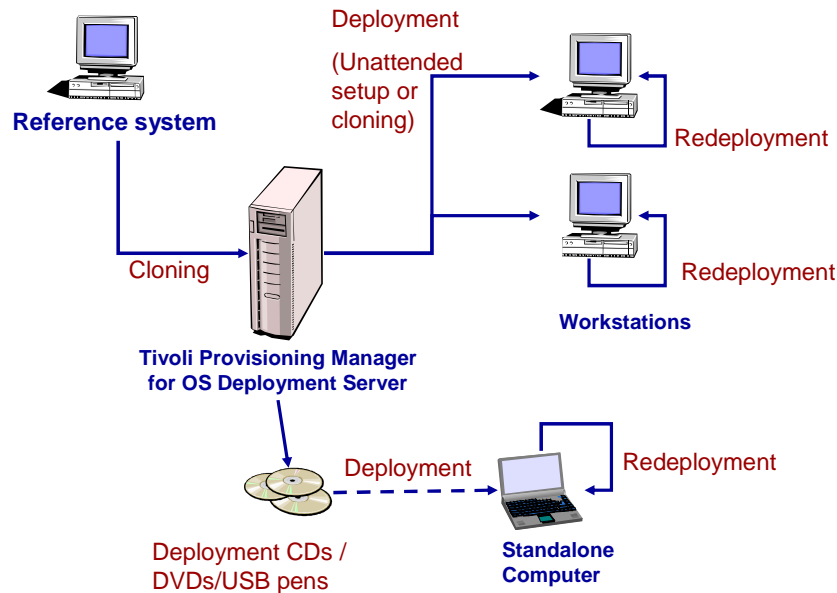 Deployment
(Unattended
setup or
cloning)
Reference system
Redeployment
Cloning
Redeployment
Workstations
Tivoli Provisioning Manager
for OS Deployment Server
Deployment
Redeployment
Deployment CDs /
DVDs/USB pens
Standalone
Computer